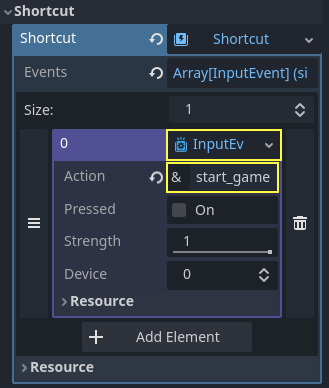 Shortcut
Shortcut Shortcut
Events Array[InputEvent] (si
Size: 1
0 InputEv
Action & start_game
Pressed On
Strength 1
Device 0
Resource
+ Add Element
Resource